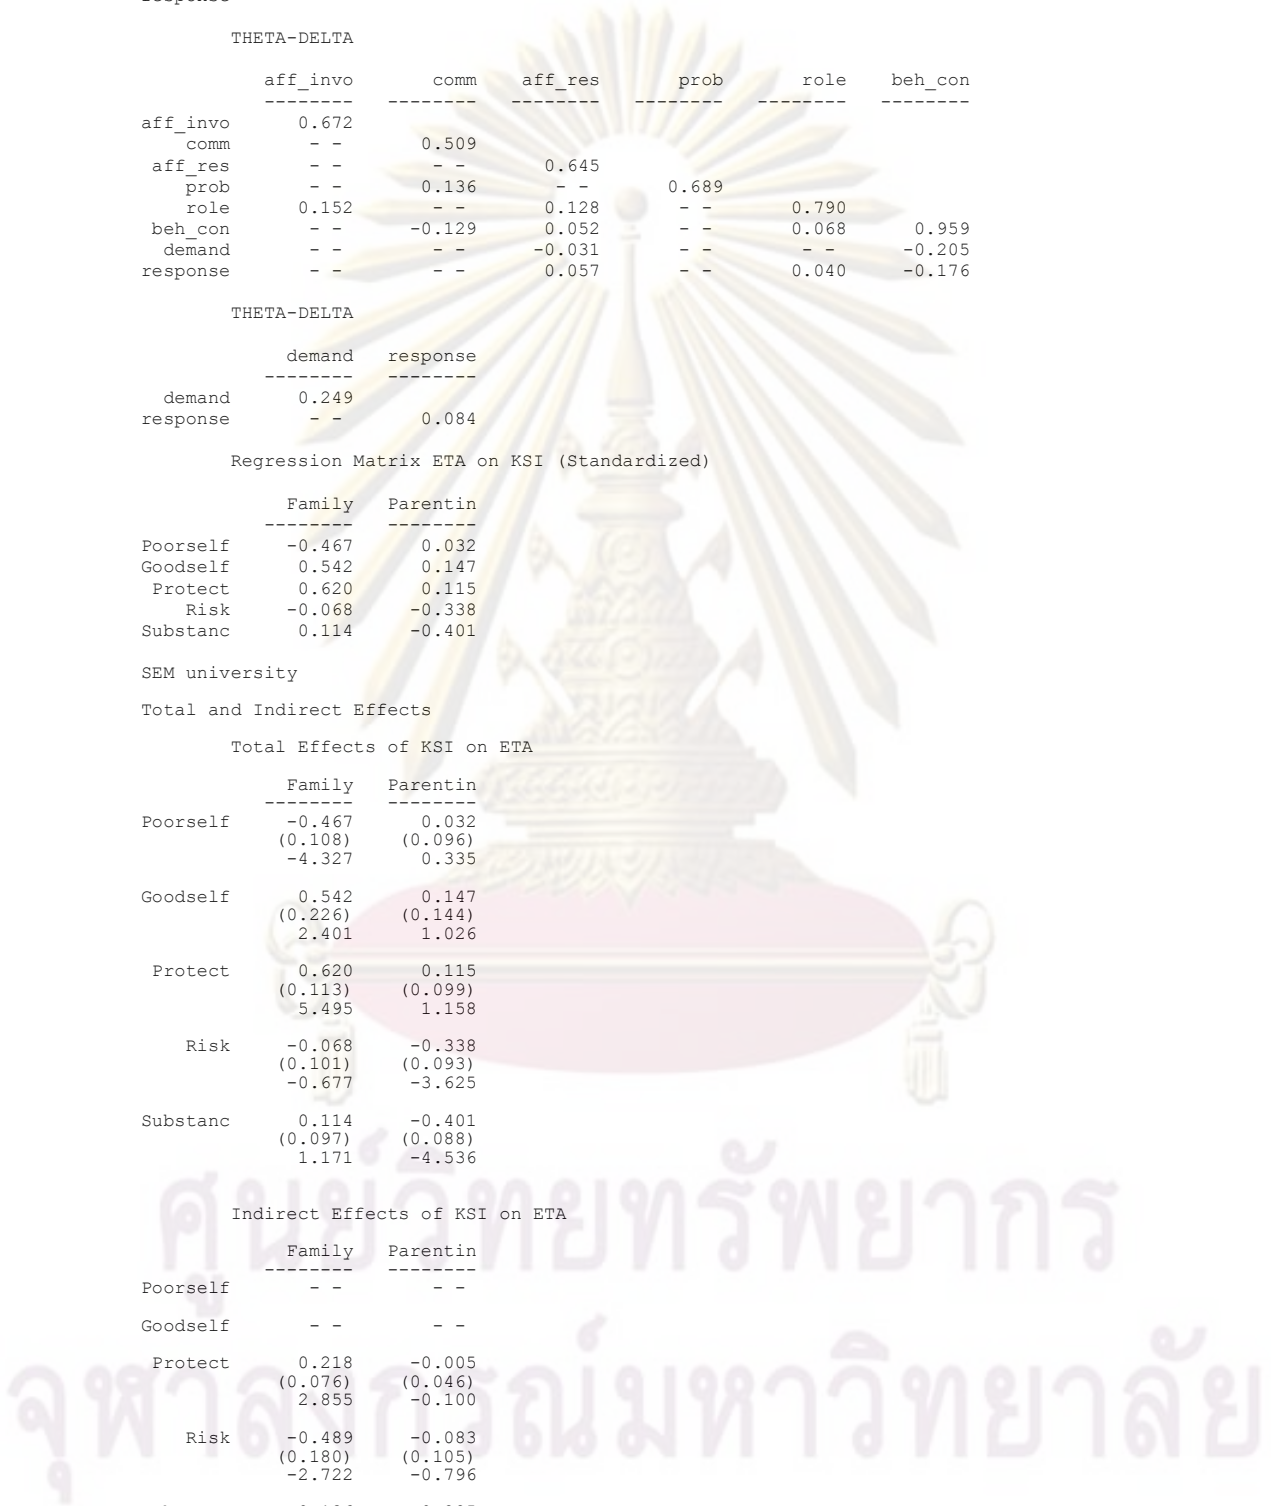 THETA-DELTA
aff_invo comm aff_res prob role beh_con
-------- -------- -------- -------- -------- --------
aff_invo 0.672
comm - - 0.509
aff_res - - - - 0.645
prob - - 0.136 - - 0.689
role 0.152 - - 0.128 - - 0.790
beh_con - - -0.129 0.052 - - 0.068 0.959
demand - - - - -0.031 - - - - -0.205
response - - - - 0.057 - - 0.040 -0.176
THETA-DELTA
demand response
-------- --------
demand 0.249
response - - 0.084
Regression Matrix ETA on KSI (Standardized)
Family Parentin
-------- --------
Poorself -0.467 0.032
Goodself 0.542 0.147
Protect 0.620 0.115
Risk -0.068 -0.338
Substanc 0.114 -0.401
SEM university
Total and Indirect Effects
Total Effects of KSI on ETA
Family Parentin
-------- --------
Poorself -0.467 0.032
(0.108) (0.096)
-4.327 0.335
Goodself 0.542 0.147
(0.226) (0.144)
2.401 1.026
Protect 0.620 0.115
(0.113) (0.099)
5.495 1.158
Risk -0.068 -0.338
(0.101) (0.093)
-0.677 -3.625
Substanc 0.114 -0.401
(0.097) (0.088)
1.171 -4.536
ศูนย์วิทยทรัพยากร
Indirect Effects of KSI on ETA
Family Parentin
-------- --------
Poorself - - - -
Goodself - - - -
Protect 0.218 -0.005
(0.076) (0.046)
2.855 -0.100
จุฬาลงกรณ์มหาวิทยาลัย
Risk -0.489 -0.083
(0.180) (0.105)
-2.722 -0.796